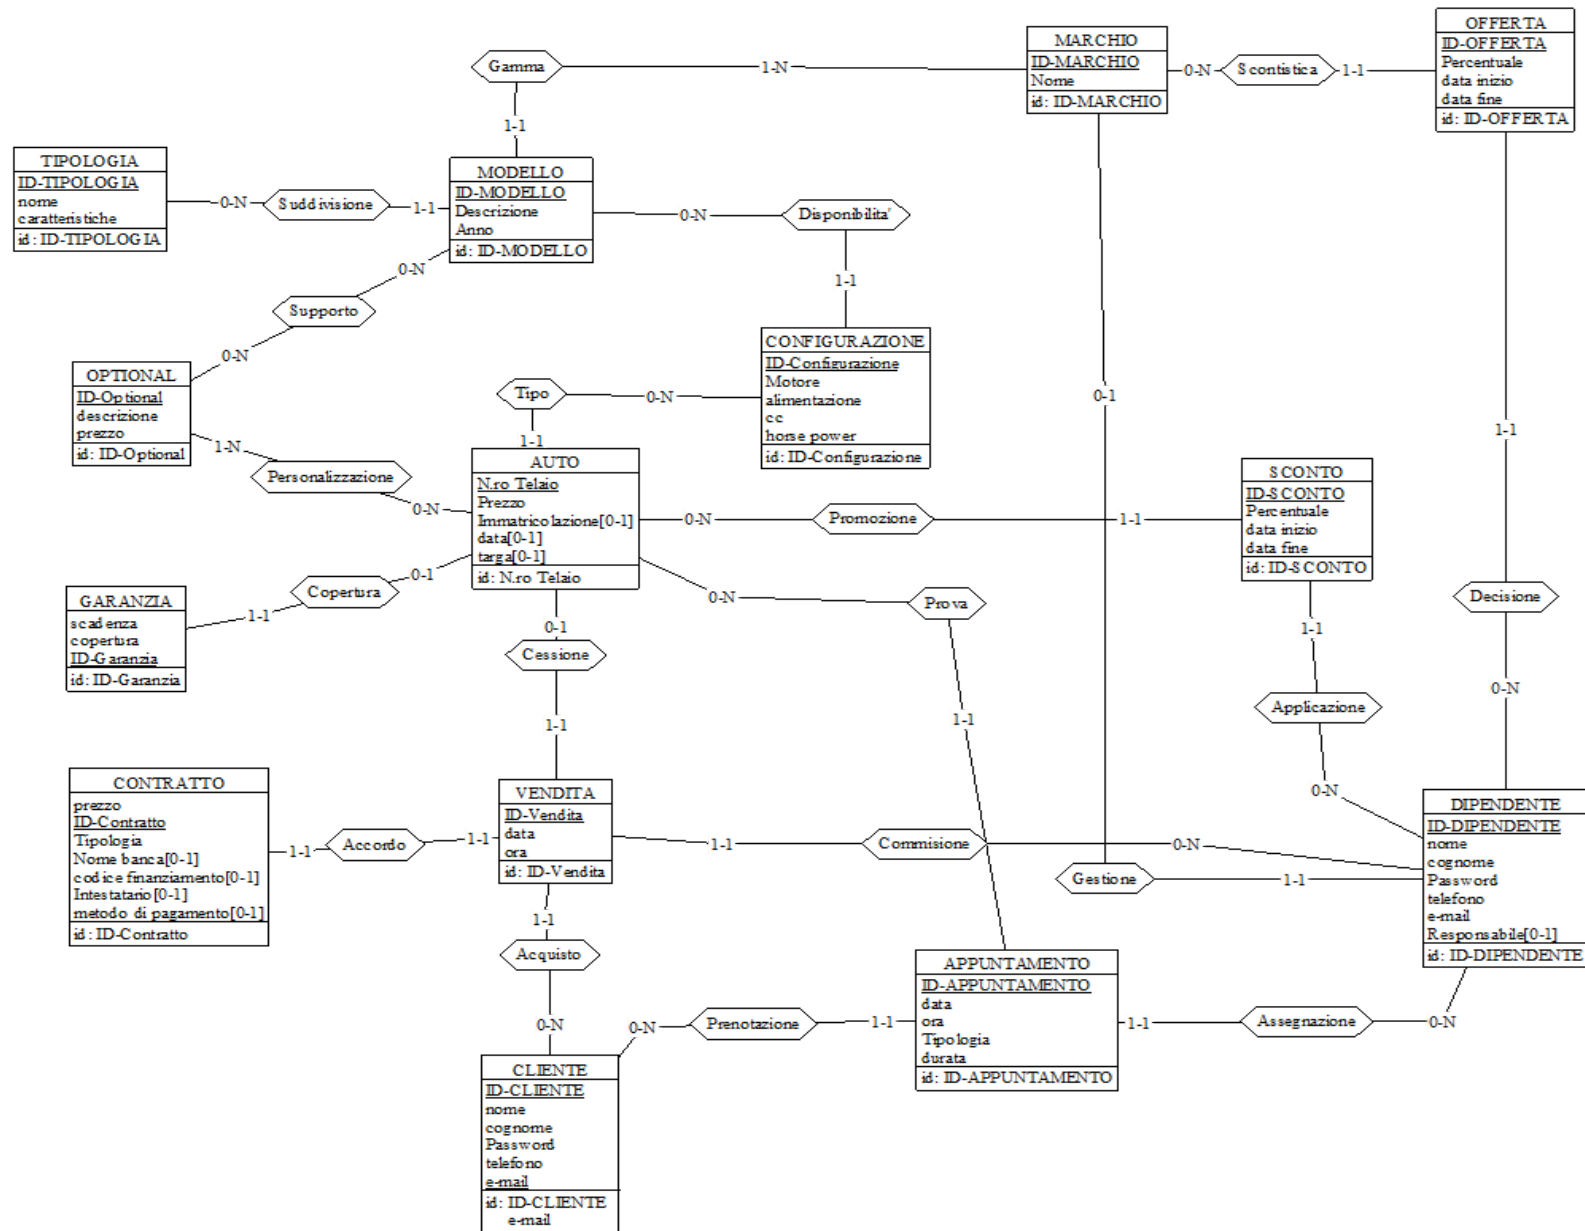 MARCHIO
ID-MARCHIO
Nome
id: ID-MARCHIO
OFFERTA
ID-OFFERTA
Percentuale
data inizio
data fine
id: ID-OFFERTA
Gamma
1-N
0-N
Scontistica
1-1
1-1
TIPOLOGIA
ID-TIPOLOGIA
nome
caratteristiche
id: ID-TIPOLOGIA
0-N
Suddivisione
1-1
MODELLO
ID-MODELLO
Descrizione
Anno
id: ID-MODELLO
0-N
Disponibilita'
0-N
Supporto
0-N
1-1
CONFIGURAZIONE
ID-Configurazione
Motore
alimentazione
cc
horse power
id: ID-Configurazione
OPTIONAL
ID-Optional
descrizione
prezzo
id: ID-Optional
Tipo
0-N
0-1
1-1
1-1
1-N
Personalizzazione
0-N
AUTO
N.ro Telaio
Prezzo
Immatricolazione[0-1]
data[0-1]
targa[0-1]
id: N.ro Telaio
0-N
Promozione
1-1
SCONTO
ID-SCONTO
Percentuale
data inizio
data fine
id: ID-SCONTO
GARANZIA
scadenza
copertura
ID-Garanzia
id: ID-Garanzia
1-1
Copertura
0-1
0-N
Prova
Decisione
0-1
Cessione
1-1
1-1
0-N
Applicazione
1-1
0-N
CONTRATTO
prezzo
ID-Contratto
Tipologia
Nome banca[0-1]
codice finanziamento[0-1]
Intestatario[0-1]
metodo di pagamento[0-1]
id: ID-Contratto
1-1
Accordo
1-1
VENDITA
ID-Vendita
data
ora
id: ID-Vendita
1-1
Commisione
0-N
Gestione
1-1
DIPENDENTE
ID-DIPENDENTE
nome
cognome
Password
telefono
e-mail
Responsabile[0-1]
id: ID-DIPENDENTE
1-1
Acquisto
0-N
0-N
Prenotazione
1-1
APPUNTAMENTO
ID-APPUNTAMENTO
data
ora
Tipologia
durata
id: ID-APPUNTAMENTO
1-1
Assegnazione
0-N
CLIENTE
ID-CLIENTE
nome
cognome
Password
telefono
e-mail
id: ID-CLIENTE
e-mail